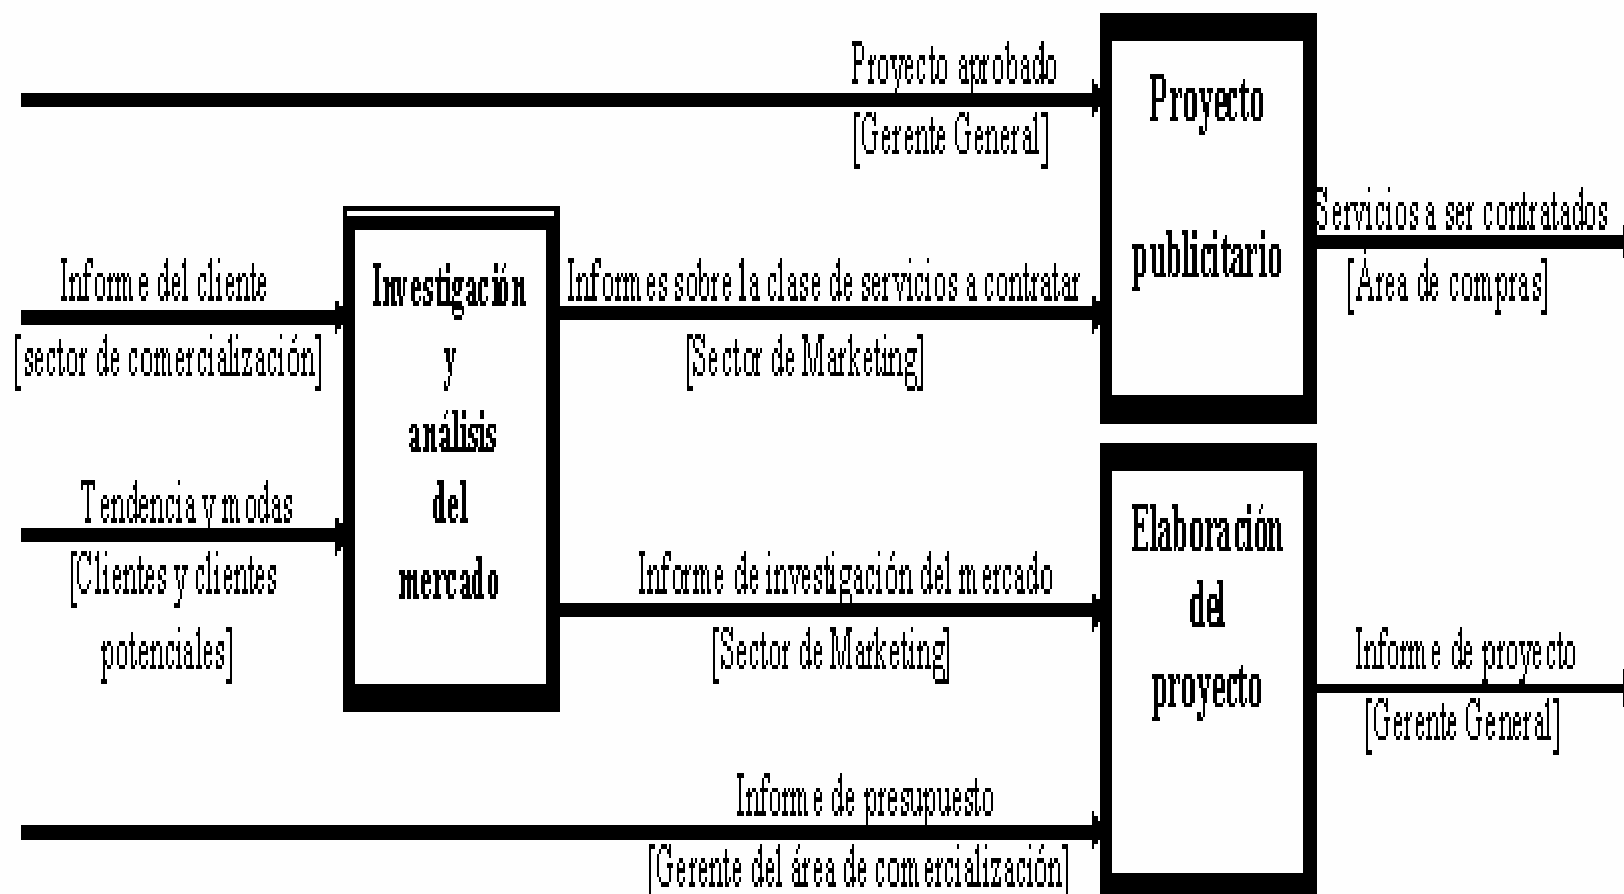 Proyecto aprobado
[Gerente General]
Proyecto
publicitario
Servicios a ser contratados
[Área de compras]
Informe del cliente
[sector de comercialización]
Investigación
y
análisis
del
mercado
Informes sobre la clase de servicios a contratar
[Sector de Marketing]
Tendencia y modas
[Clientes y clientes
potenciales]
Informe de investigación del mercado
[Sector de Marketing]
Elaboración
del
proyecto
Informe de proyecto
[Gerente General]
Informe de presupuesto
[Gerente del área de comercialización]